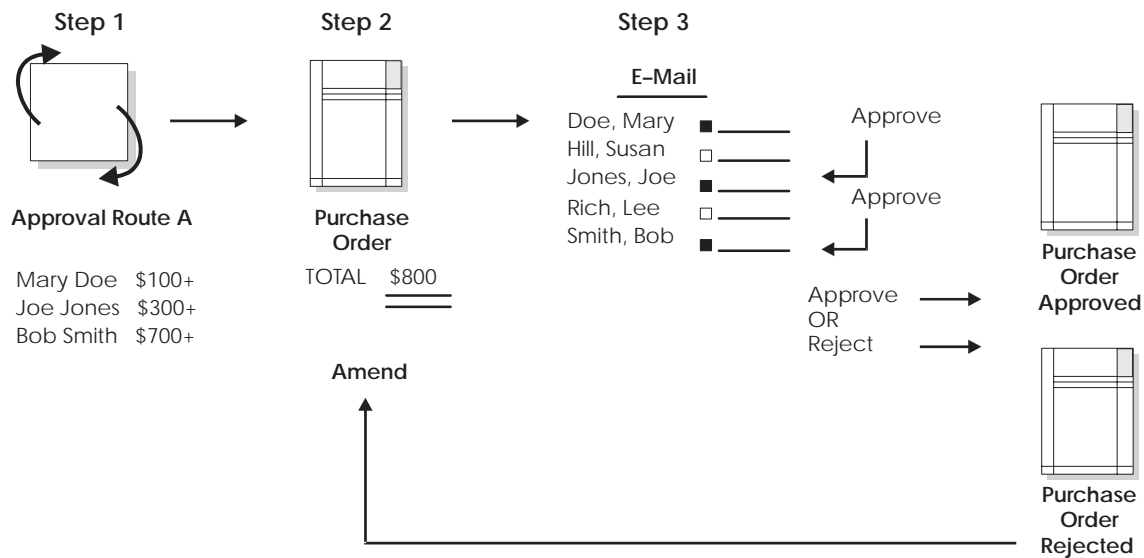 Step 1
Step 2
Step 3
Approval Route A
Mary Doe $100+
Joe Jones $300+
Bob Smith $700+
Purchase
Order
TOTAL $800
Amend
E–Mail
Doe, Mary
Hill, Susan
Jones, Joe
Rich, Lee
Smith, Bob
Approve
Approve
Approve
OR
Reject
Purchase
Order
Approved
Purchase
Order
Rejected